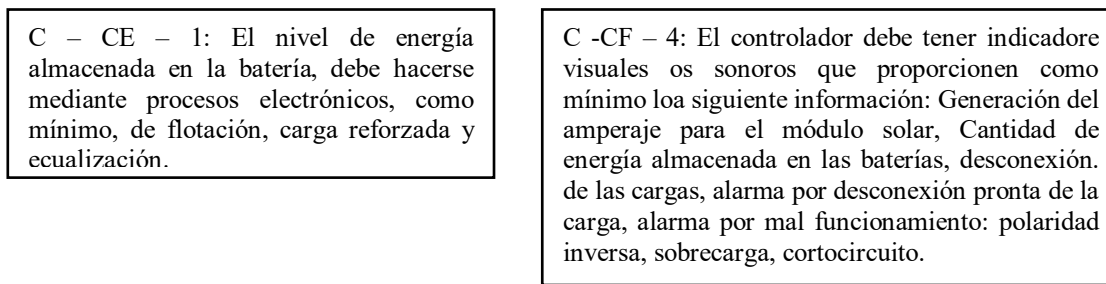 C – CE – 1: El nivel de energía
almacenada en la batería, debe hacerse
mediante procesos electrónicos, como
mínimo, de flotación, carga reforzada y
ecualización.
C -CF – 4: El controlador debe tener indicadore
visuales os sonoros que proporcionen como
mínimo loa siguiente información: Generación del
amperaje para el módulo solar, Cantidad de
energía almacenada en las baterías, desconexión.
de las cargas, alarma por desconexión pronta de la
carga, alarma por mal funcionamiento: polaridad
inversa, sobrecarga, cortocircuito.